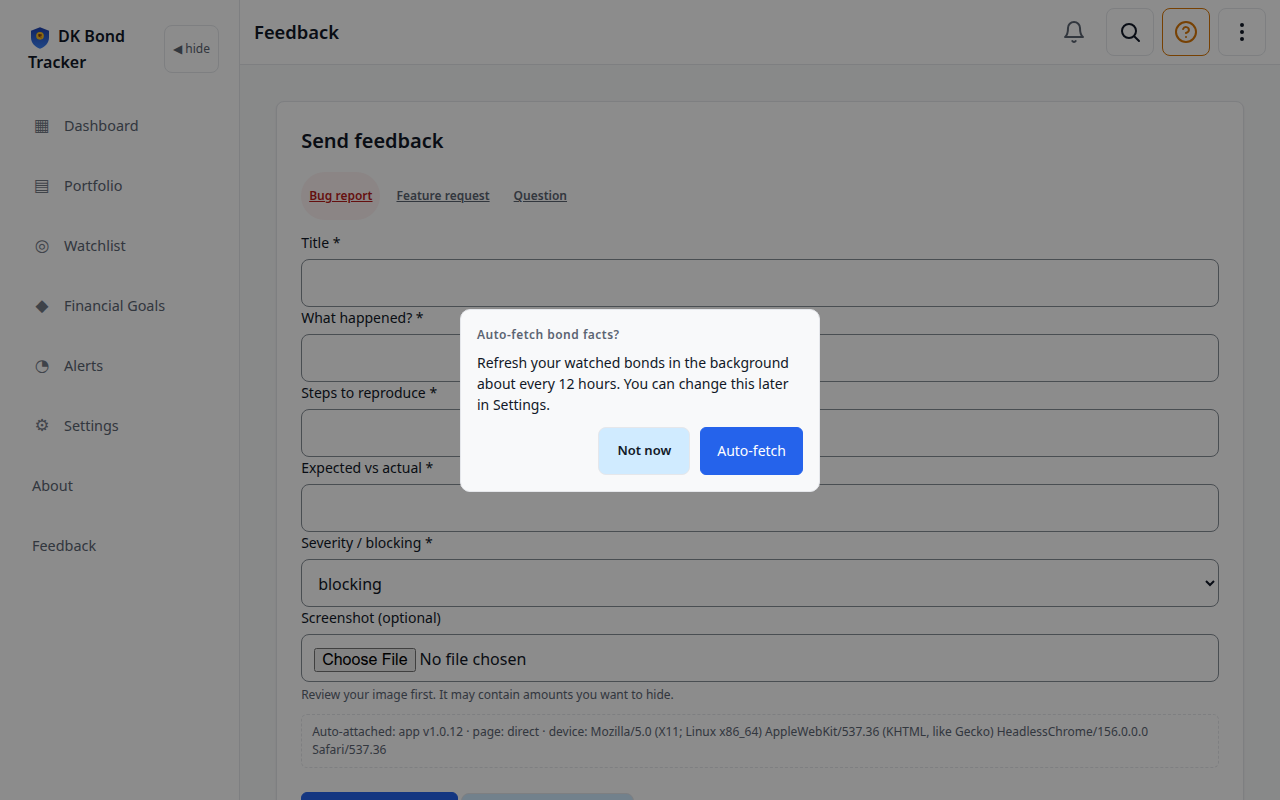 DK Bond Tracker
◀ hide
Dashboard
Portfolio
Watchlist
Financial Goals
Alerts
Settings
About
Feedback
Feedback
Send feedback
Bug report
Feature request
Question
Title *
What happened? *
Steps to reproduce *
Expected vs actual *
Severity / blocking *
blocking
Screenshot (optional)
Choose File No file chosen
Review your image first. It may contain amounts you want to hide.
Auto-attached: app v1.0.12 · page: direct · device: Mozilla/5.0 (X11; Linux x86_64) AppleWebKit/537.36 (KHTML, like Gecko) HeadlessChrome/156.0.0.0
Safari/537.36
Auto-fetch bond facts?
Refresh your watched bonds in the background
about every 12 hours. You can change this later
in Settings.
Not now
Auto-fetch